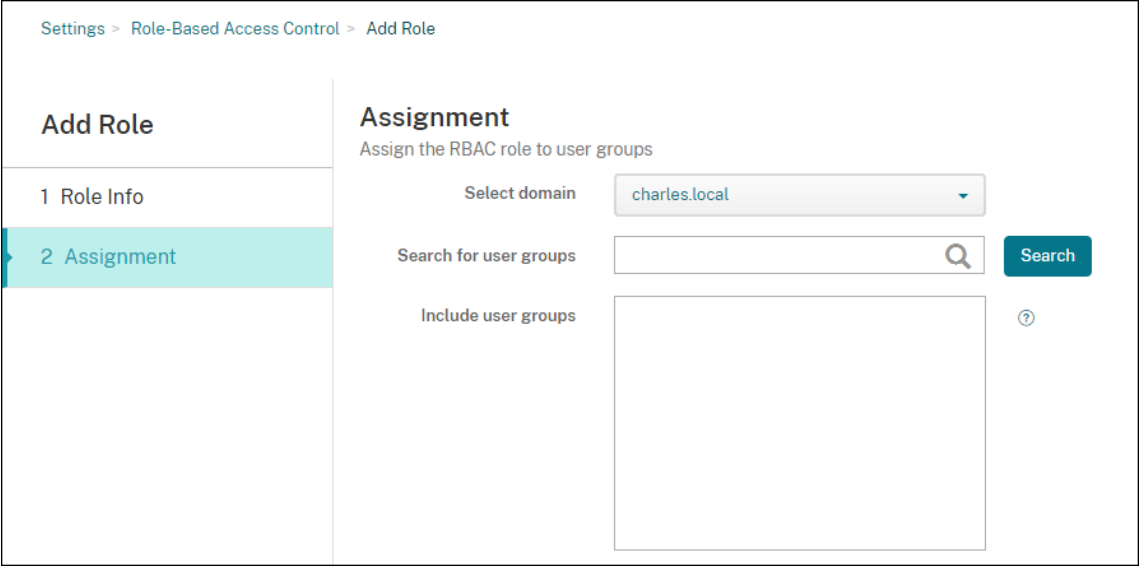 Settings > Role-Based Access Control > Add Role
Add Role
1 Role Info
2 Assignment
Assignment
Assign the RBAC role to user groups
Select domain
charles.local
Search for user groups
Search
Include user groups
?